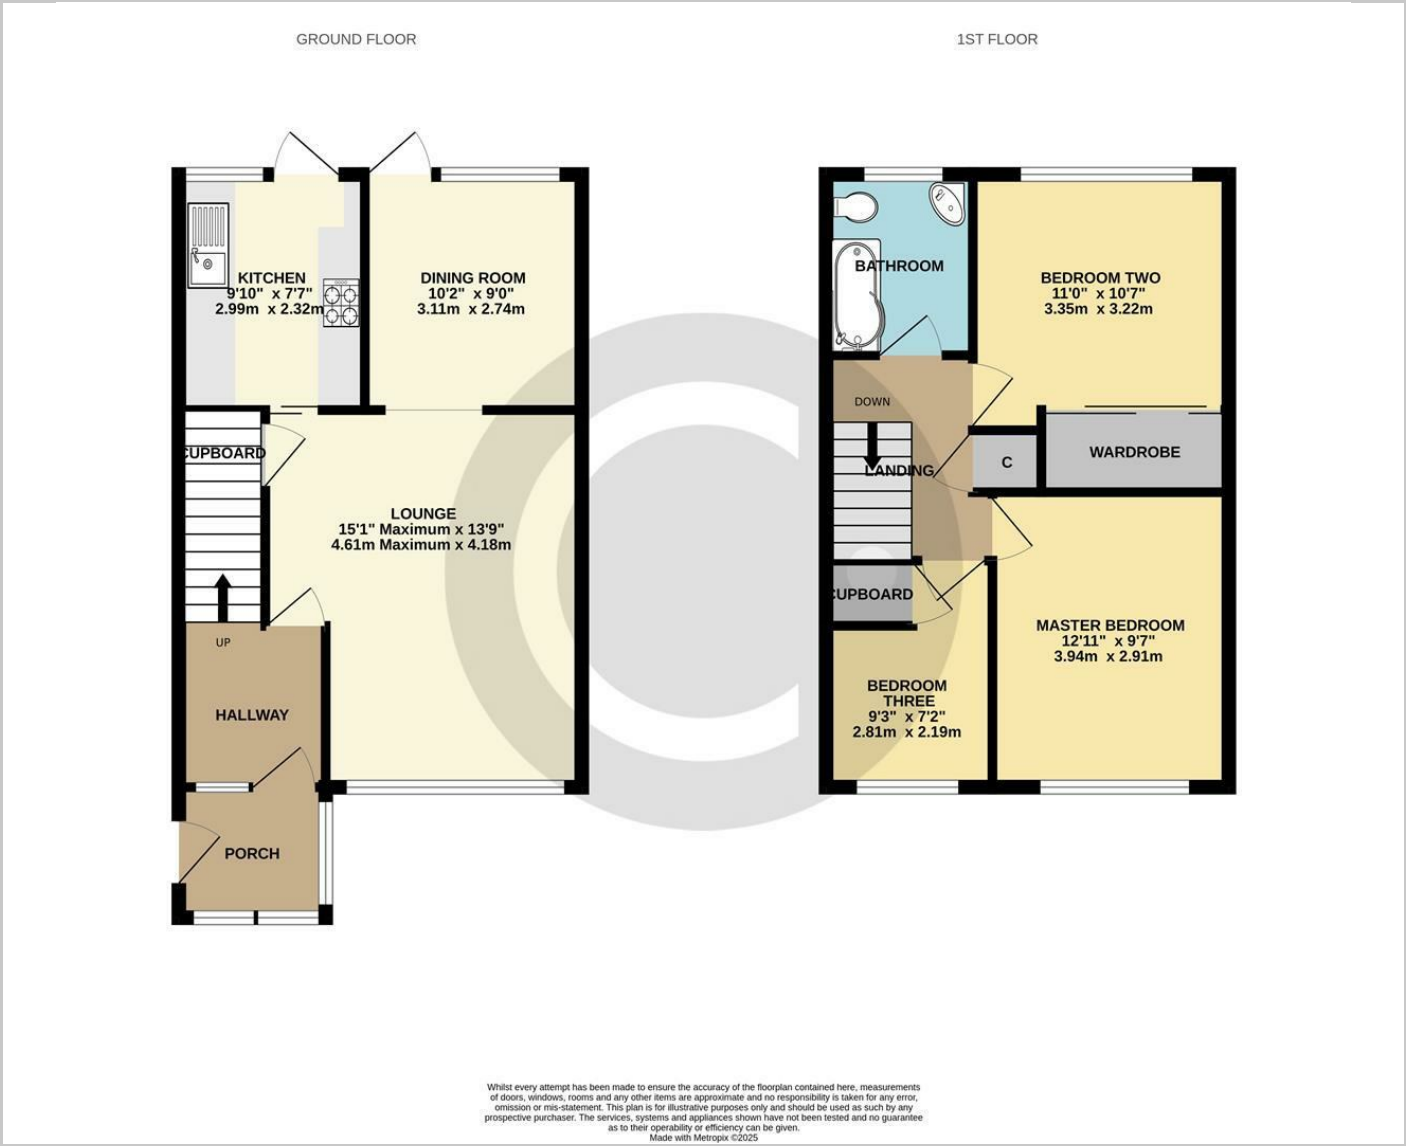 GROUND FLOOR
1ST FLOOR
KITCHEN
9'10" x 7'7"
2.99m x 2.32m
DINING ROOM
10'2" x 9'0"
3.11m x 2.74m
CUPBOARD
LOUNGE
15'1" Maximum x 13'9"
4.61m Maximum x 4.18m
UP
HALLWAY
PORCH
BATHROOM
BEDROOM TWO
11'0" x 10'7"
3.35m x 3.22m
DOWN
LANDING
C
WARDROBE
CUPBOARD
MASTER BEDROOM
12'11" x 9'7"
3.94m x 2.91m
BEDROOM
THREE
9'3" x 7'2"
2.81m x 2.19m
Whilst every attempt has been made to ensure the accuracy of the floorplan contained here, measurements
of doors, windows, rooms and any other items are approximate and no responsibility is taken for any error,
omission or mis-statement. This plan is for illustrative purposes only and should be used as such by any
prospective purchaser. The services, systems and appliances shown have not been tested and no guarantee
as to their operability or efficiency can be given.
Made with Metropix ©2025